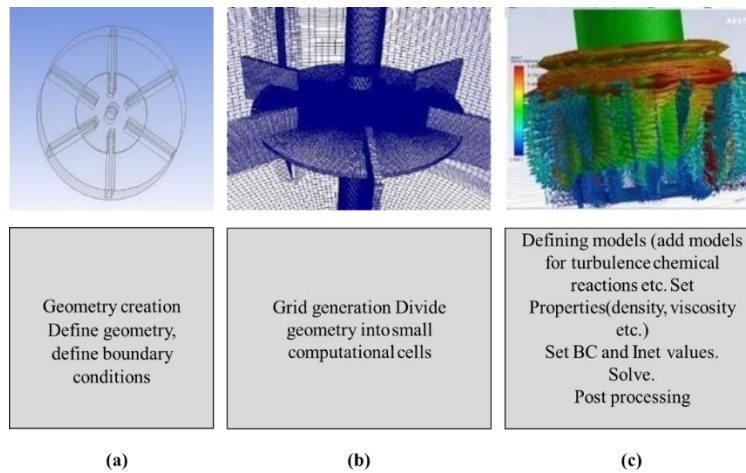 ANS
Geometry creation
Define geometry,
define boundary
conditions
Grid generation Divide
geometry into small
computational cells
Defining models (add models
for turbulence chemical
reactions etc. Set
Properties(density, viscosity
etc.)
Set BC and Inet values.
Solve.
Post processing
(a)
(b)
(c)